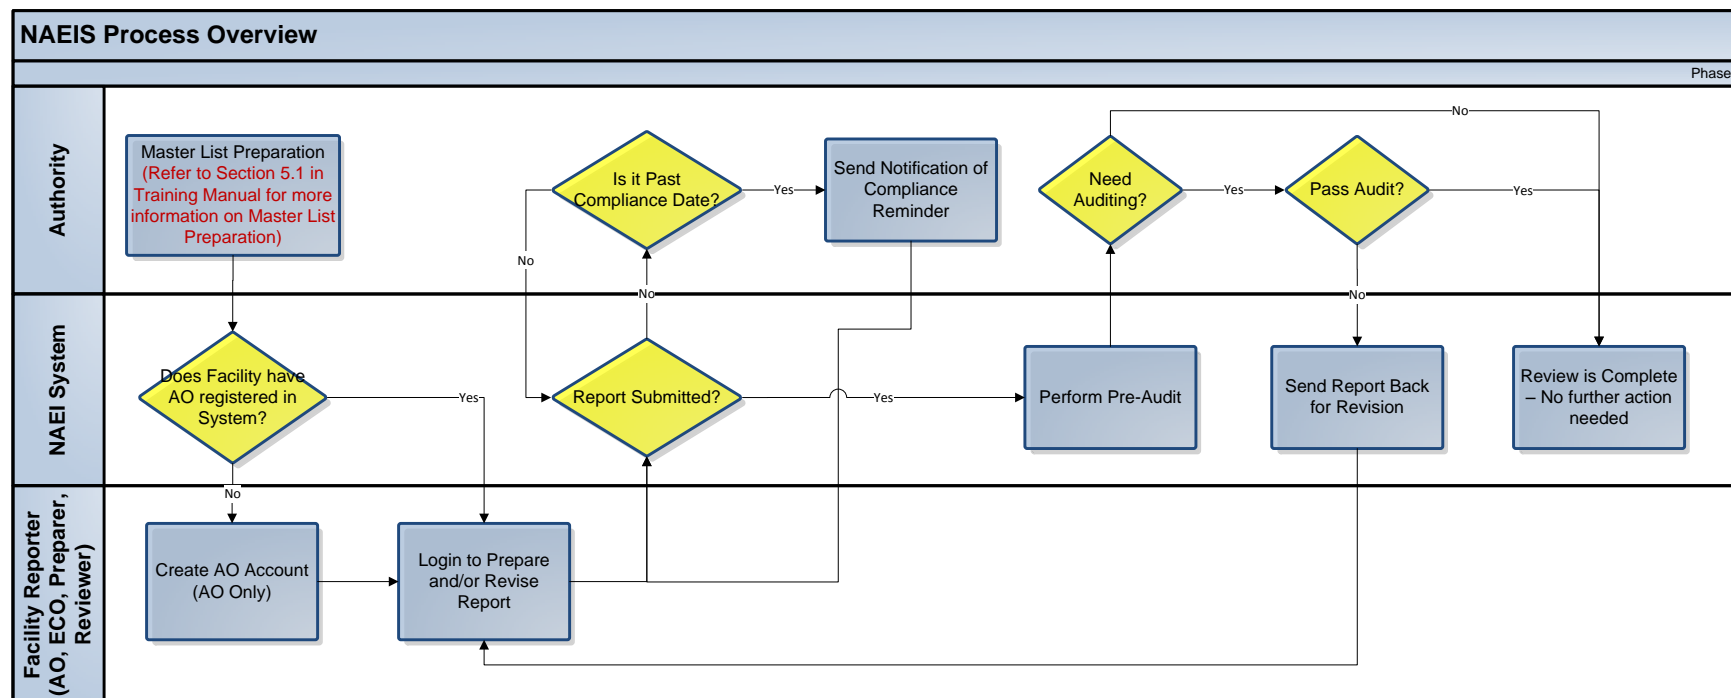 NAEIS Process Overview
Phase
Authority
Master List Preparation
(Refer to Section 5.1 in
Training Manual for more
information on Master List
Preparation)
Is it Past
Compliance Date?
Yes
Send Notification of
Compliance
Reminder
Need
Auditing?
Yes
Pass Audit?
Yes
No
No
No
No
NAEI System
Does Facility have
AO registered in
System?
Yes
No
Report Submitted?
Yes
Perform Pre-Audit
Send Report Back
for Revision
Review is Complete
– No further action
needed
Facility Reporter
(AO, ECO, Preparer,
Reviewer)
Create AO Account
(AO Only)
Login to Prepare
and/or Revise
Report